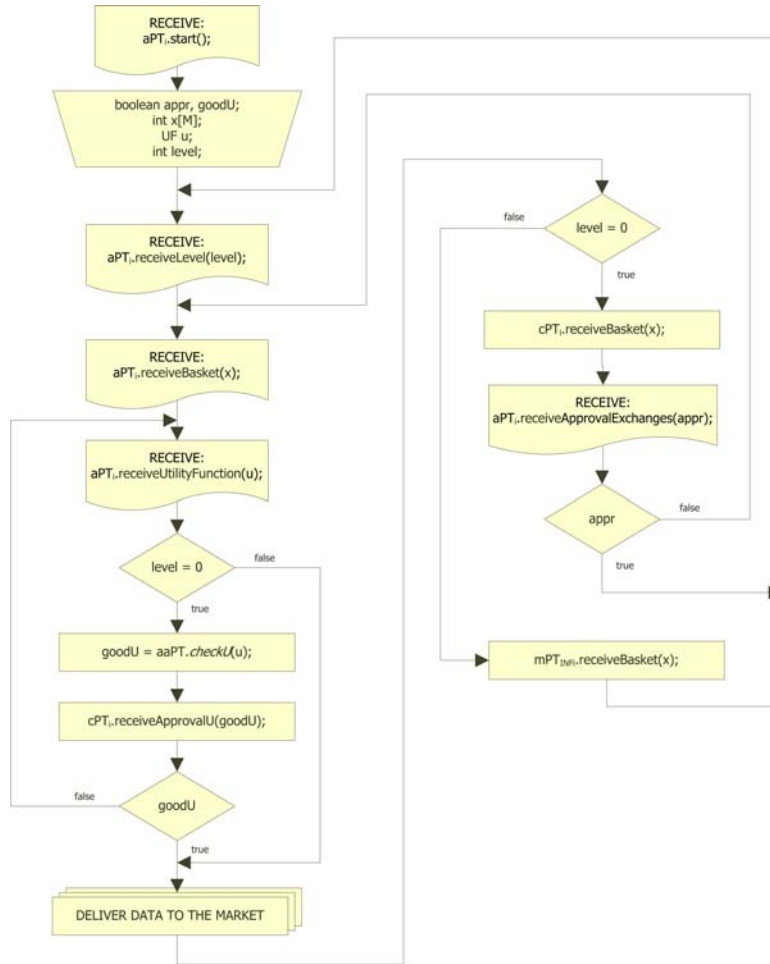 RECEIVE:
aPTᵢ.start();
boolean appr, goodU;
int x[M];
UF u;
int level;
RECEIVE:
aPTᵢ.receiveLevel(level);
RECEIVE:
aPTᵢ.receiveBasket(x);
RECEIVE:
aPTᵢ.receiveUtilityFunction(u);
level = 0
false
true
goodU = aaPT.checkU(u);
cPTᵢ.receiveApprovalU(goodU);
false
goodU
true
DELIVER DATA TO THE MARKET
false
level = 0
true
cPTᵢ.receiveBasket(x);
RECEIVE:
aPTᵢ.receiveApprovalExchanges(appr);
appr
false
true
mPT_INFi.receiveBasket(x);